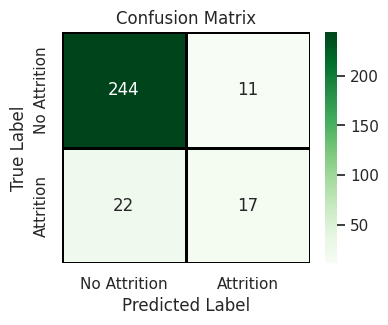 Confusion Matrix
True Label
No Attrition
244
11
Attrition
22
17
No Attrition
Attrition
Predicted Label
200
150
100
50